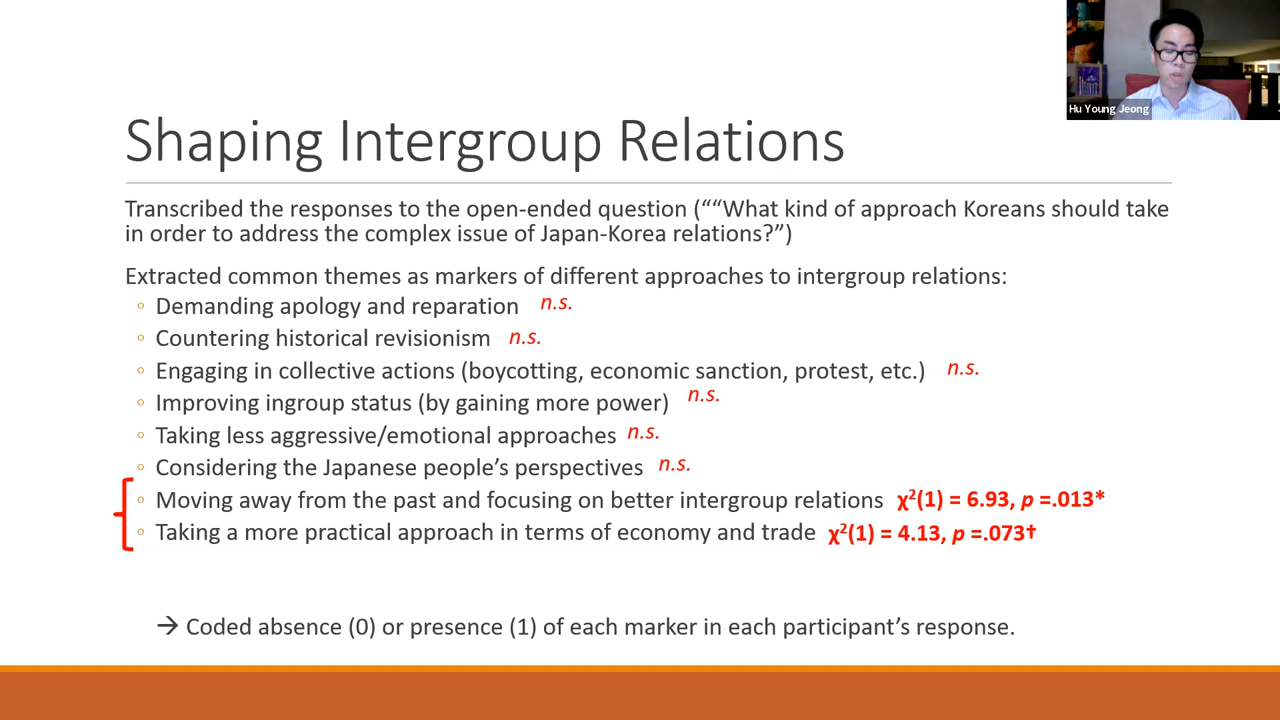 Hu Young Jeong
Shaping Intergroup Relations
Transcribed the responses to the open-ended question (““What kind of approach Koreans should take
in order to address the complex issue of Japan-Korea relations?”)
Extracted common themes as markers of different approaches to intergroup relations:
◦ Demanding apology and reparation n.s.
◦ Countering historical revisionism n.s.
◦ Engaging in collective actions (boycotting, economic sanction, protest, etc.) n.s.
◦ Improving ingroup status (by gaining more power) n.s.
◦ Taking less aggressive/emotional approaches n.s.
◦ Considering the Japanese people’s perspectives n.s.
◦ Moving away from the past and focusing on better intergroup relations χ²(1) = 6.93, p =.013*
◦ Taking a more practical approach in terms of economy and trade χ²(1) = 4.13, p =.073†
→ Coded absence (0) or presence (1) of each marker in each participant’s response.